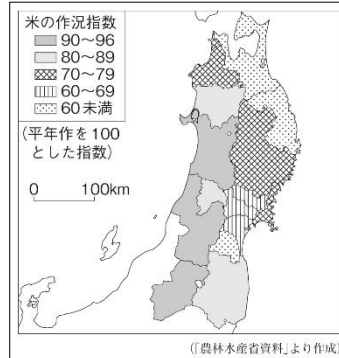 米の作況指数
90～96
80～89
70～79
60～69
60未満
(平年作を100
とした指数)
0 100km
(「農林水産省資料」より作成)